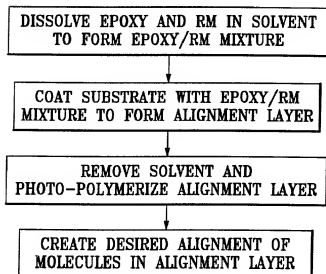 DISSOLVE EPOXY AND RM IN SOLVENT
TO FORM EPOXY/RM MIXTURE
COAT SUBSTRATE WITH EPOXY/RM
MIXTURE TO FORM ALIGNMENT LAYER
REMOVE SOLVENT AND
PHOTO-POLYMERIZE ALIGNMENT LAYER
CREATE DESIRED ALIGNMENT OF
MOLECULES IN ALIGNMENT LAYER